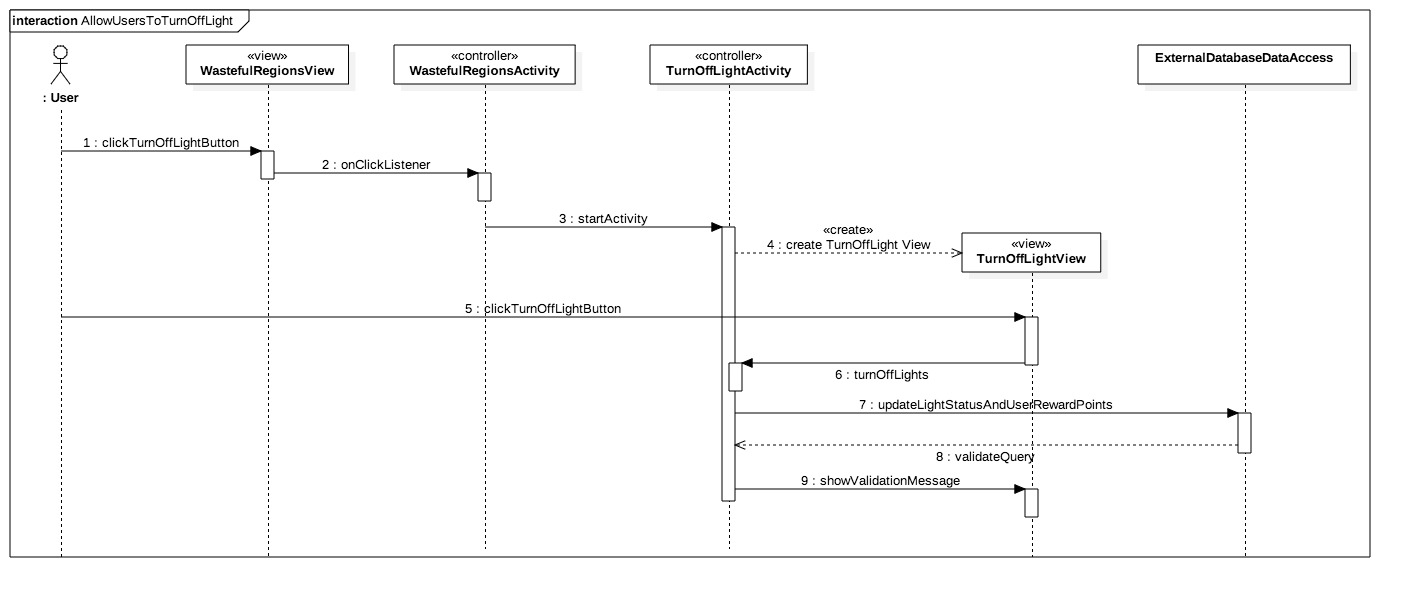 interaction AllowUsersToTurnOffLight
«view»
WastefulRegionsView
«controller»
WastefulRegionsActivity
«controller»
TurnOffLightActivity
ExternalDatabaseDataAccess
: User
1 : clickTurnOffLightButton
2 : onClickListener
3 : startActivity
«create»
4 : create TurnOffLight View
«view»
TurnOffLightView
5 : clickTurnOffLightButton
6 : turnOffLights
7 : updateLightStatusAndUserRewardPoints
8 : validateQuery
9 : showValidationMessage